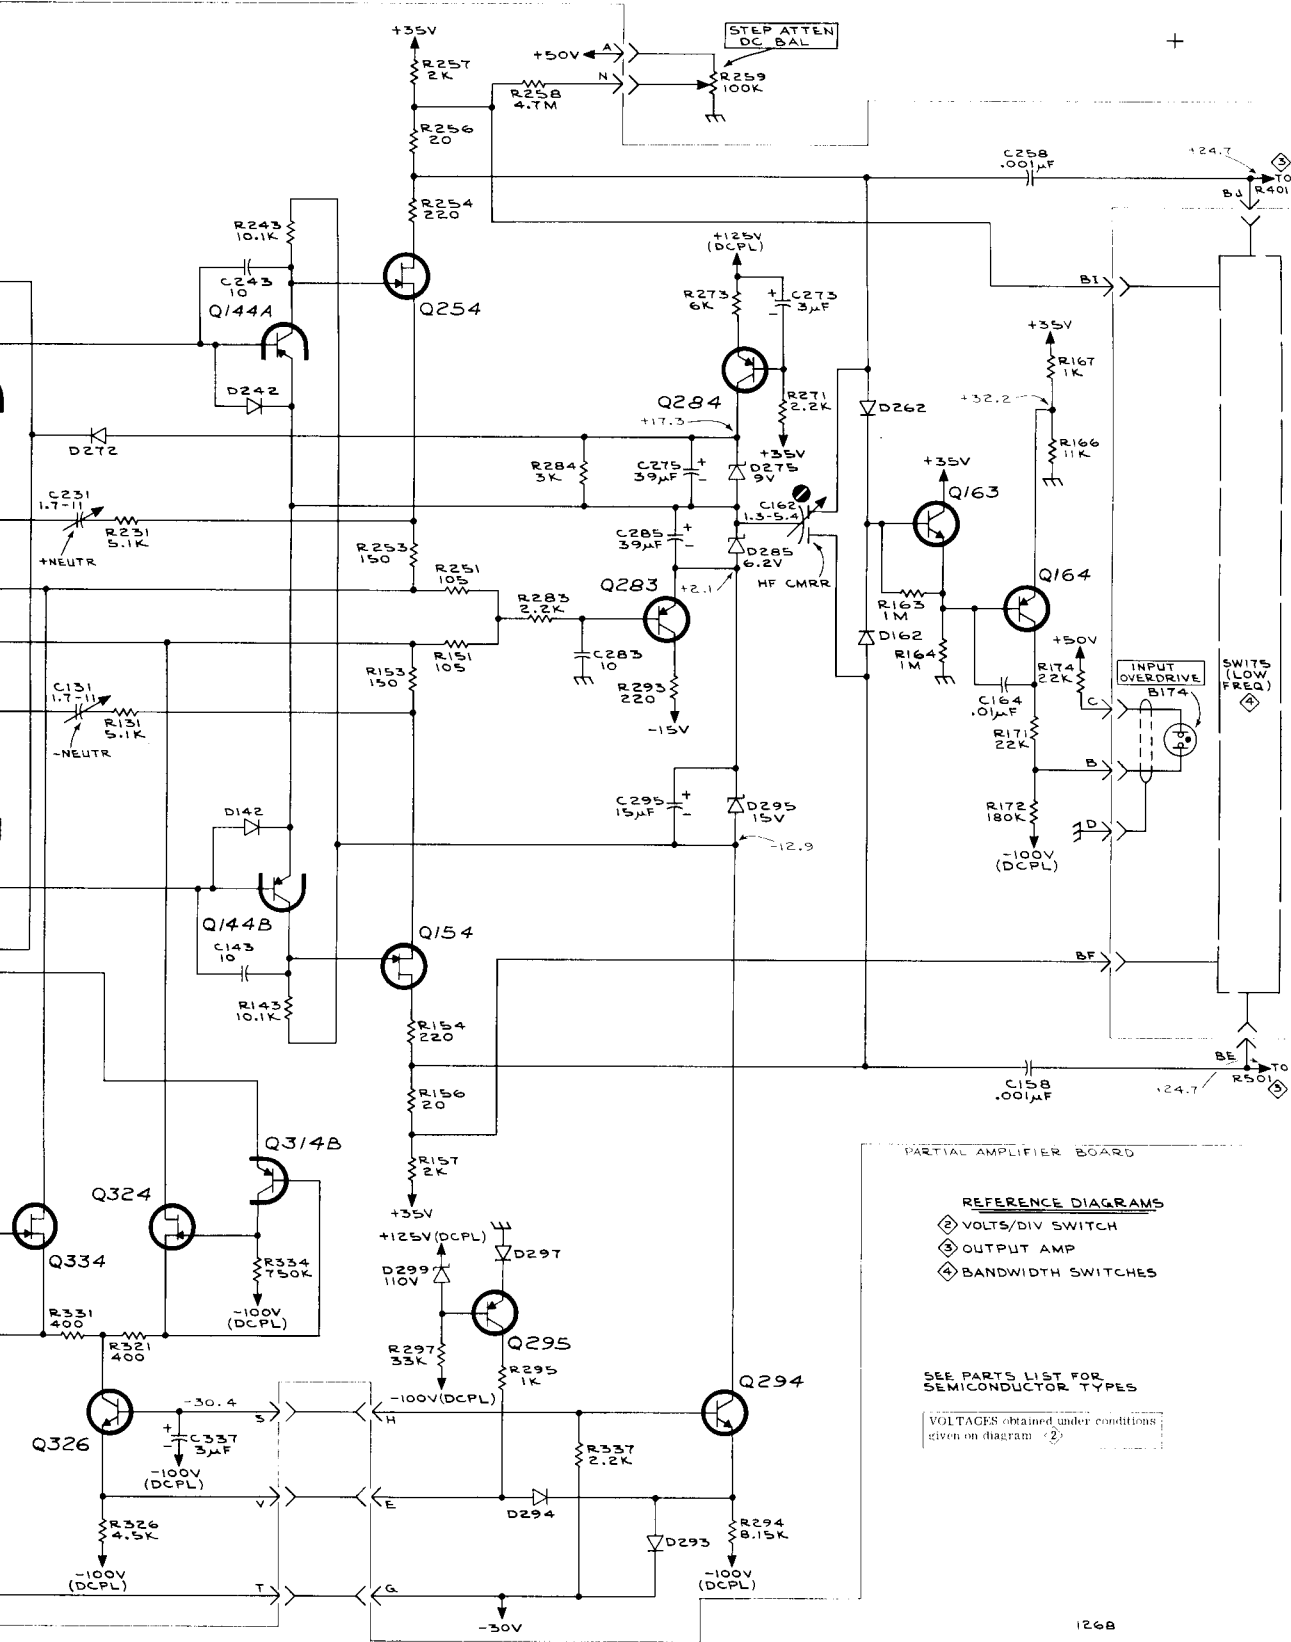 +35V
R257
2K
+50V
A
STEP ATTEN
DC BAL
N
R258
4.7M
R259
100K
R256
20
C258
.001µF
+24.7
3
TO
R401
BJ
R254
220
R243
10.1K
C243
10
Q144A
Q254
+125V
(DCPL)
R273
6K
+
-
C273
3µF
BI
+35V
R167
1K
D242
Q284
R271
2.2K
+17.3
+35V
D262
+32.2
R166
11K
D272
R284
3K
C275
39µF
+
-
D275
9V
+35V
Q163
C231
1.7-11
R231
5.1K
+NEUTR
C162
1.3-5.4
R253
150
C285
39µF
+
-
D285
6.2V
HF CMRR
R251
105
R283
2.2K
Q283
+2.1
Q164
R163
1M
D162
R164
1M
+50V
R151
105
R153
150
C283
10
R293
220
-15V
R174
22K
INPUT
OVERDRIVE
B174
SW175
(LOW
FREQ)
4
C131
1.7-11
R131
5.1K
-NEUTR
C164
.01µF
C
R171
22K
B
D142
C295
15µF
+
-
D295
15V
R172
180K
D
-12.9
-100V
(DCPL)
Q144B
Q154
C143
10
BF
R143
10.1K
R154
220
BE
TO
R501
3
R156
20
C158
.001µF
+24.7
Q314B
R157
2K
PARTIAL AMPLIFIER BOARD
Q324
+35V
REFERENCE DIAGRAMS
2 VOLTS/DIV SWITCH
3 OUTPUT AMP
4 BANDWIDTH SWITCHES
+125V(DCPL)
D297
Q334
R334
750K
D299
110V
-100V
(DCPL)
R331
400
R321
400
Q295
R297
33K
R295
1K
-100V(DCPL)
Q294
SEE PARTS LIST FOR
SEMICONDUCTOR TYPES
-30.4
S
H
Q326
+
-
C337
3µF
R337
2.2K
VOLTAGES obtained under conditions
given on diagram 2
-100V
(DCPL)
V
E
D294
R326
4.5K
D293
R294
8.15K
-100V
(DCPL)
-100V
(DCPL)
T
G
-30V
1268